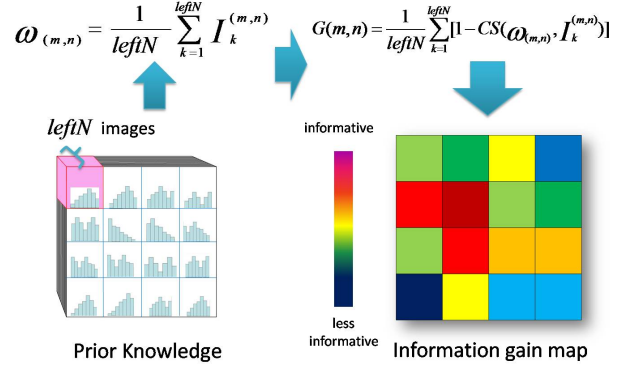 ω(m,n) = 1/leftN ∑_{k=1}^{leftN} I_k^{(m,n)}
G(m,n) = 1/leftN ∑_{k=1}^{leftN} [1−CS(ω_{(m,n)}, I_k^{(m,n)})]
leftN images
informative
less
informative
Prior Knowledge
Information gain map